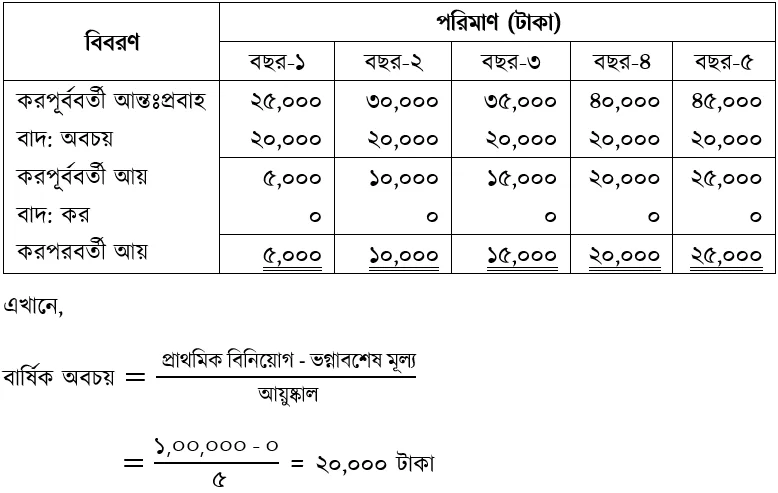 বিবরণ পরিমাণ (টাকা)
বছর-১ বছর-২ বছর-৩ বছর-৪ বছর-৫
করপূর্ববর্তী আন্তঃপ্রবাহ ২৫,০০০ ৩০,০০০ ৩৫,০০০ ৪০,০০০ ৪৫,০০০
বাদ: অবচয় ২০,০০০ ২০,০০০ ২০,০০০ ২০,০০০ ২০,০০০
করপূর্ববর্তী আয় ৫,০০০ ১০,০০০ ১৫,০০০ ২০,০০০ ২৫,০০০
বাদ: কর ০ ০ ০ ০ ০
করপরবর্তী আয় ৫,০০০ ১০,০০০ ১৫,০০০ ২০,০০০ ২৫,০০০
এখানে,
বার্ষিক অবচয় = প্রাথমিক বিনিয়োগ - ভগ্নাবশেষ মূল্য
আয়ুষ্কাল
= ১,০০,০০০ - ০
৫
= ২০,০০০ টাকা